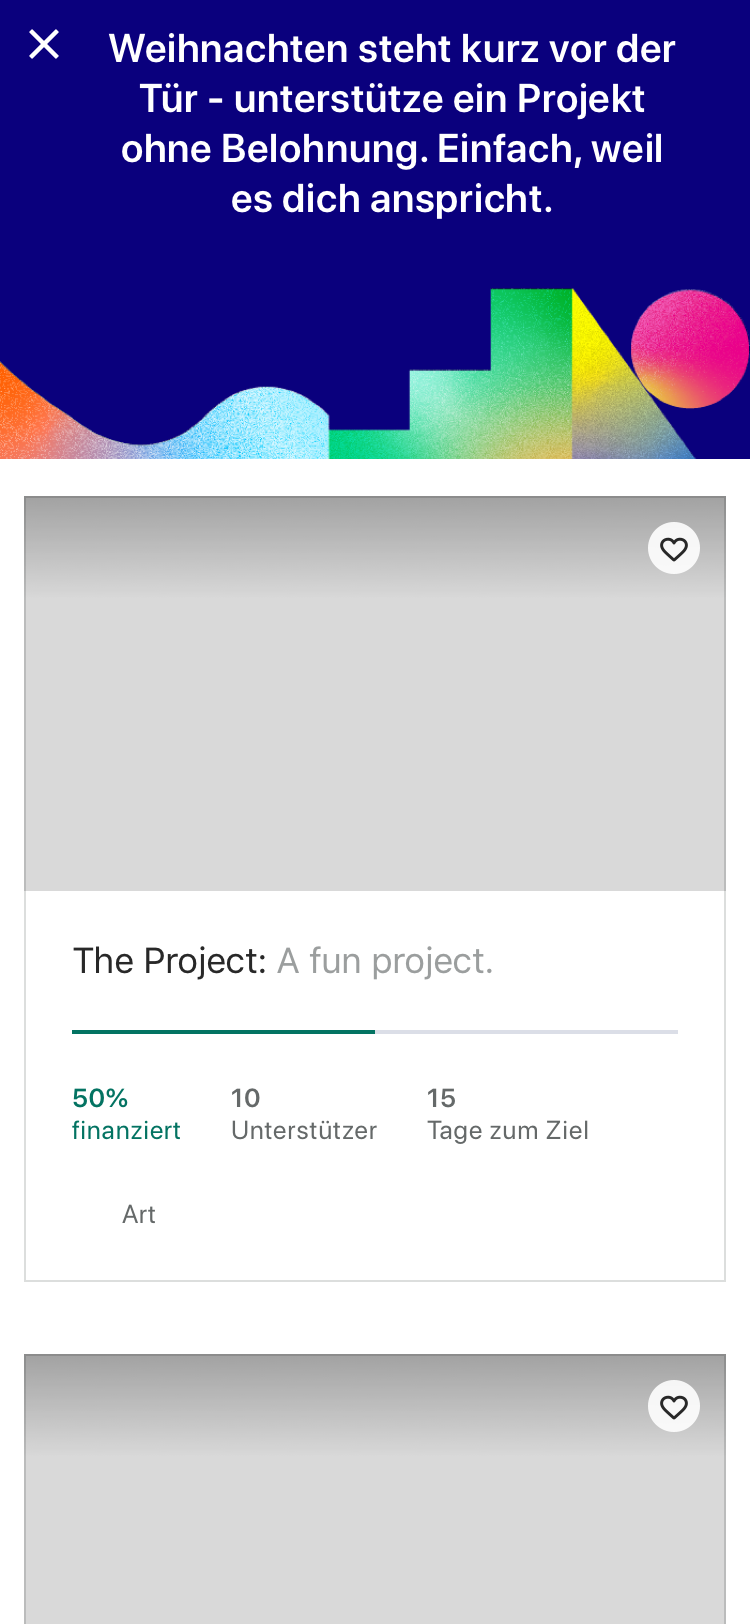 Weihnachten steht kurz vor der
Tür - unterstütze ein Projekt
ohne Belohnung. Einfach, weil
es dich anspricht.
The Project: A fun project.
50%
finanziert
10
Unterstützer
15
Tage zum Ziel
Art